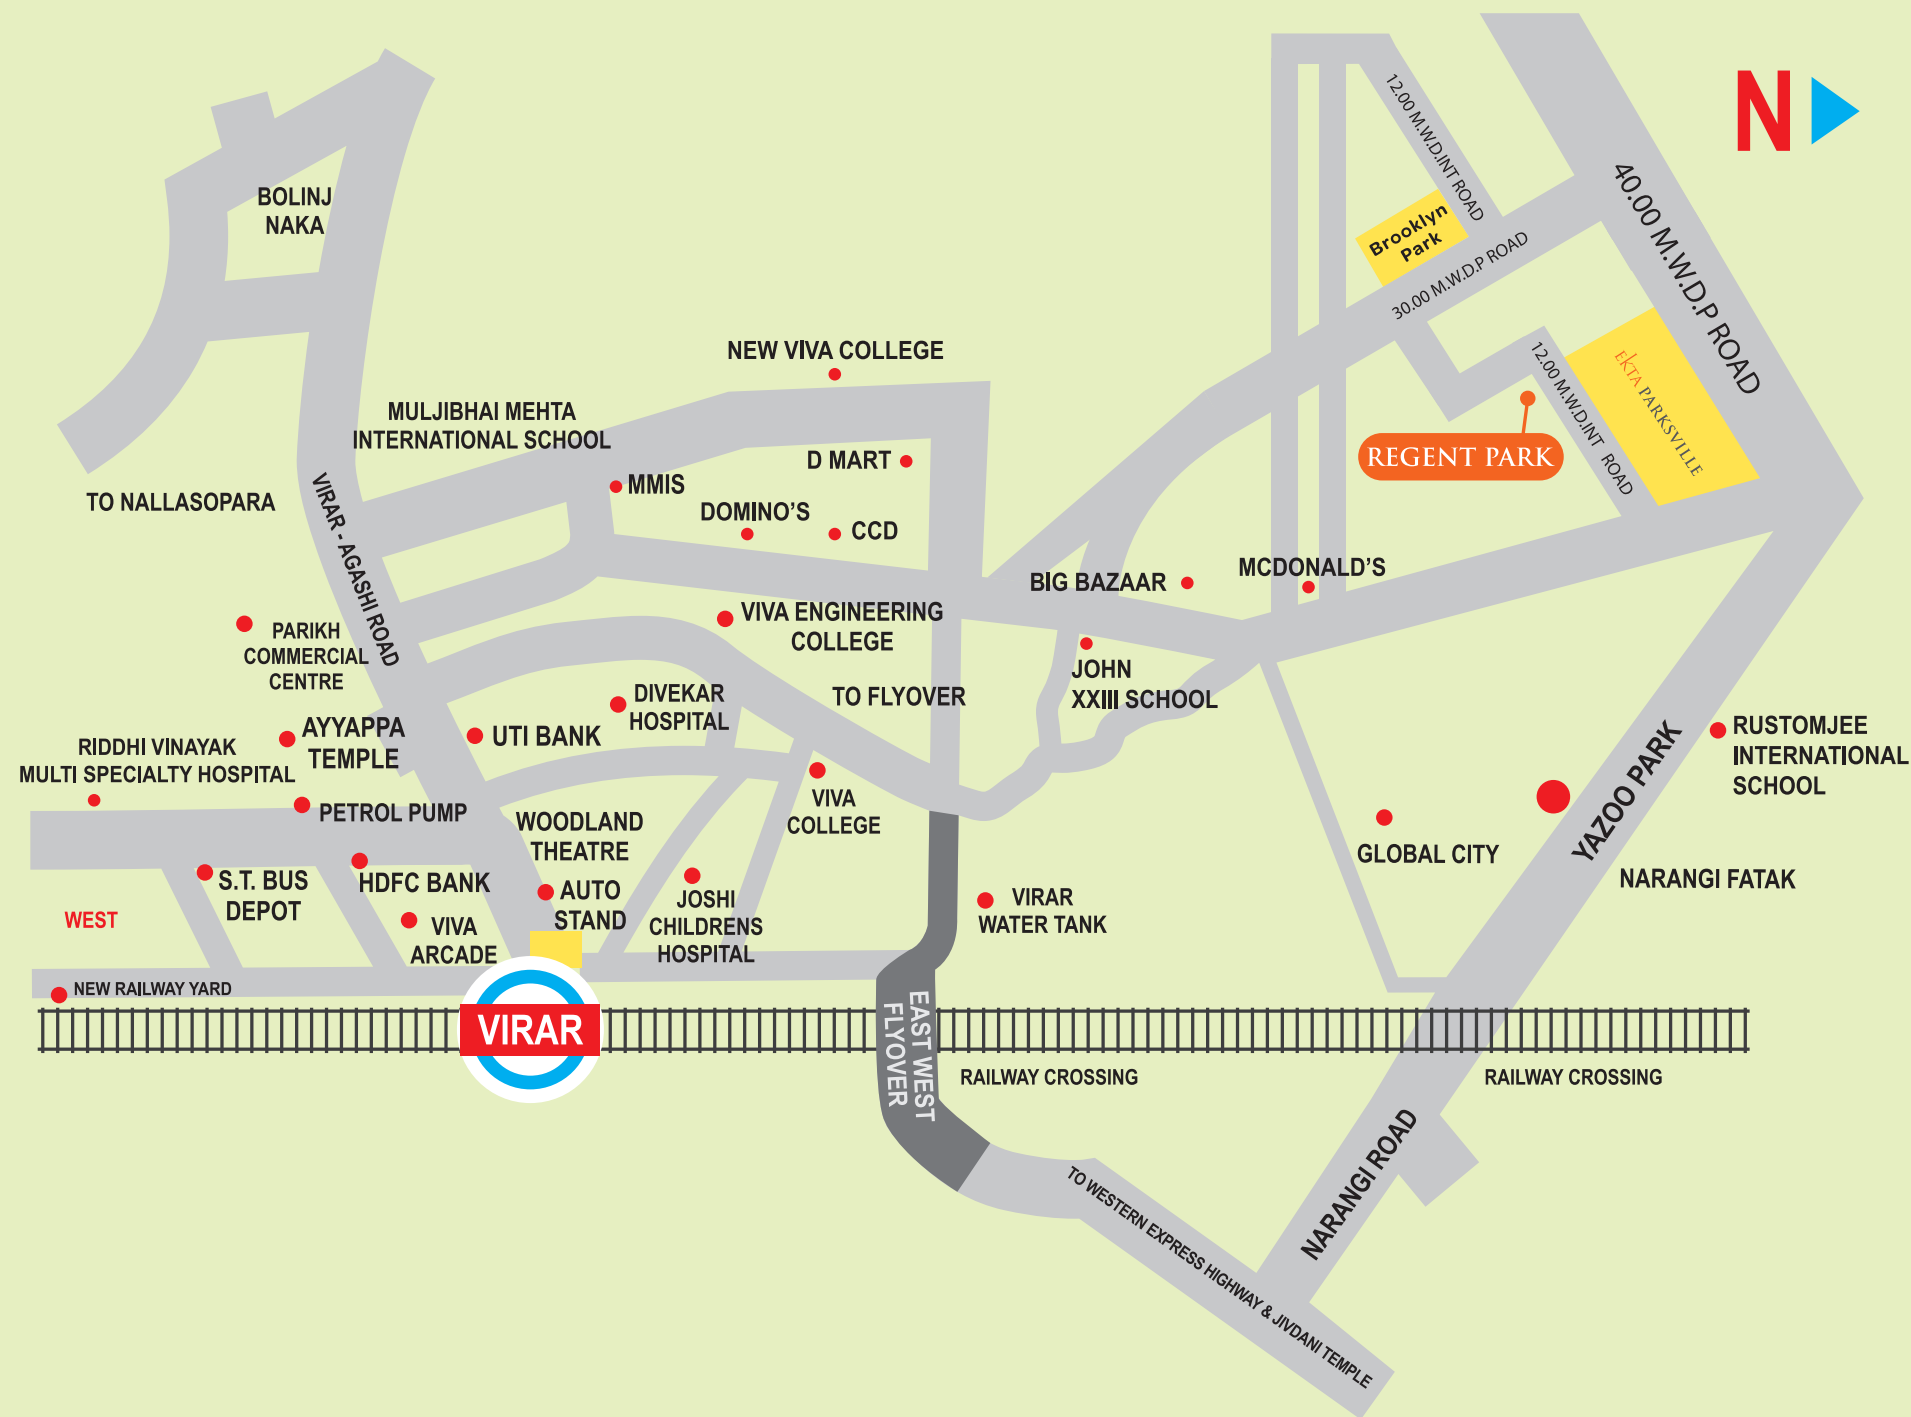 N
12.00 M.W.D.INT ROAD
40.00 M.W.D.P ROAD
BOLINJ
NAKA
Brooklyn
Park
30.00 M.W.D.P ROAD
NEW VIVA COLLEGE
12.00 M.W.D.INT ROAD
EKTA PARKSVILLE
MULJIBHAI MEHTA
INTERNATIONAL SCHOOL
REGENT PARK
D MART
MMIS
TO NALLASOPARA
DOMINO'S
CCD
VIRAR - AGASHI ROAD
MCDONALD'S
BIG BAZAAR
VIVA ENGINEERING
COLLEGE
PARIKH
COMMERCIAL
CENTRE
JOHN
XXIII SCHOOL
DIVEKAR
HOSPITAL
TO FLYOVER
AYYAPPA
TEMPLE
UTI BANK
RIDDHI VINAYAK
MULTI SPECIALTY HOSPITAL
RUSTOMJEE
INTERNATIONAL
SCHOOL
YAZOO PARK
PETROL PUMP
WOODLAND
THEATRE
VIVA
COLLEGE
GLOBAL CITY
NARANGI FATAK
S.T. BUS
DEPOT
HDFC BANK
AUTO
STAND
JOSHI
CHILDRENS
HOSPITAL
VIRAR
WATER TANK
WEST
VIVA
ARCADE
NEW RAILWAY YARD
VIRAR
EAST WEST
FLYOVER
RAILWAY CROSSING
RAILWAY CROSSING
NARANGI ROAD
TO WESTERN EXPRESS HIGHWAY & JIVDANI TEMPLE